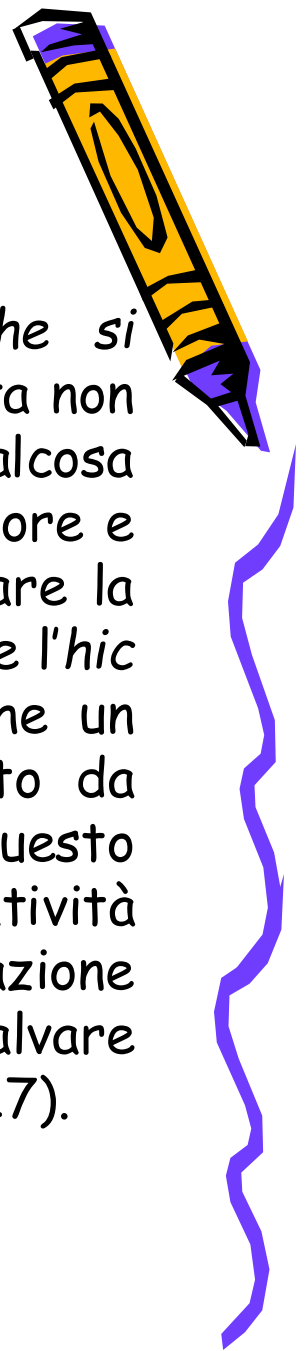 he si
a non
alcosa
ore e
are la
e l'hic
ne un
to da
uesto
tività
azione
alvare
.7).